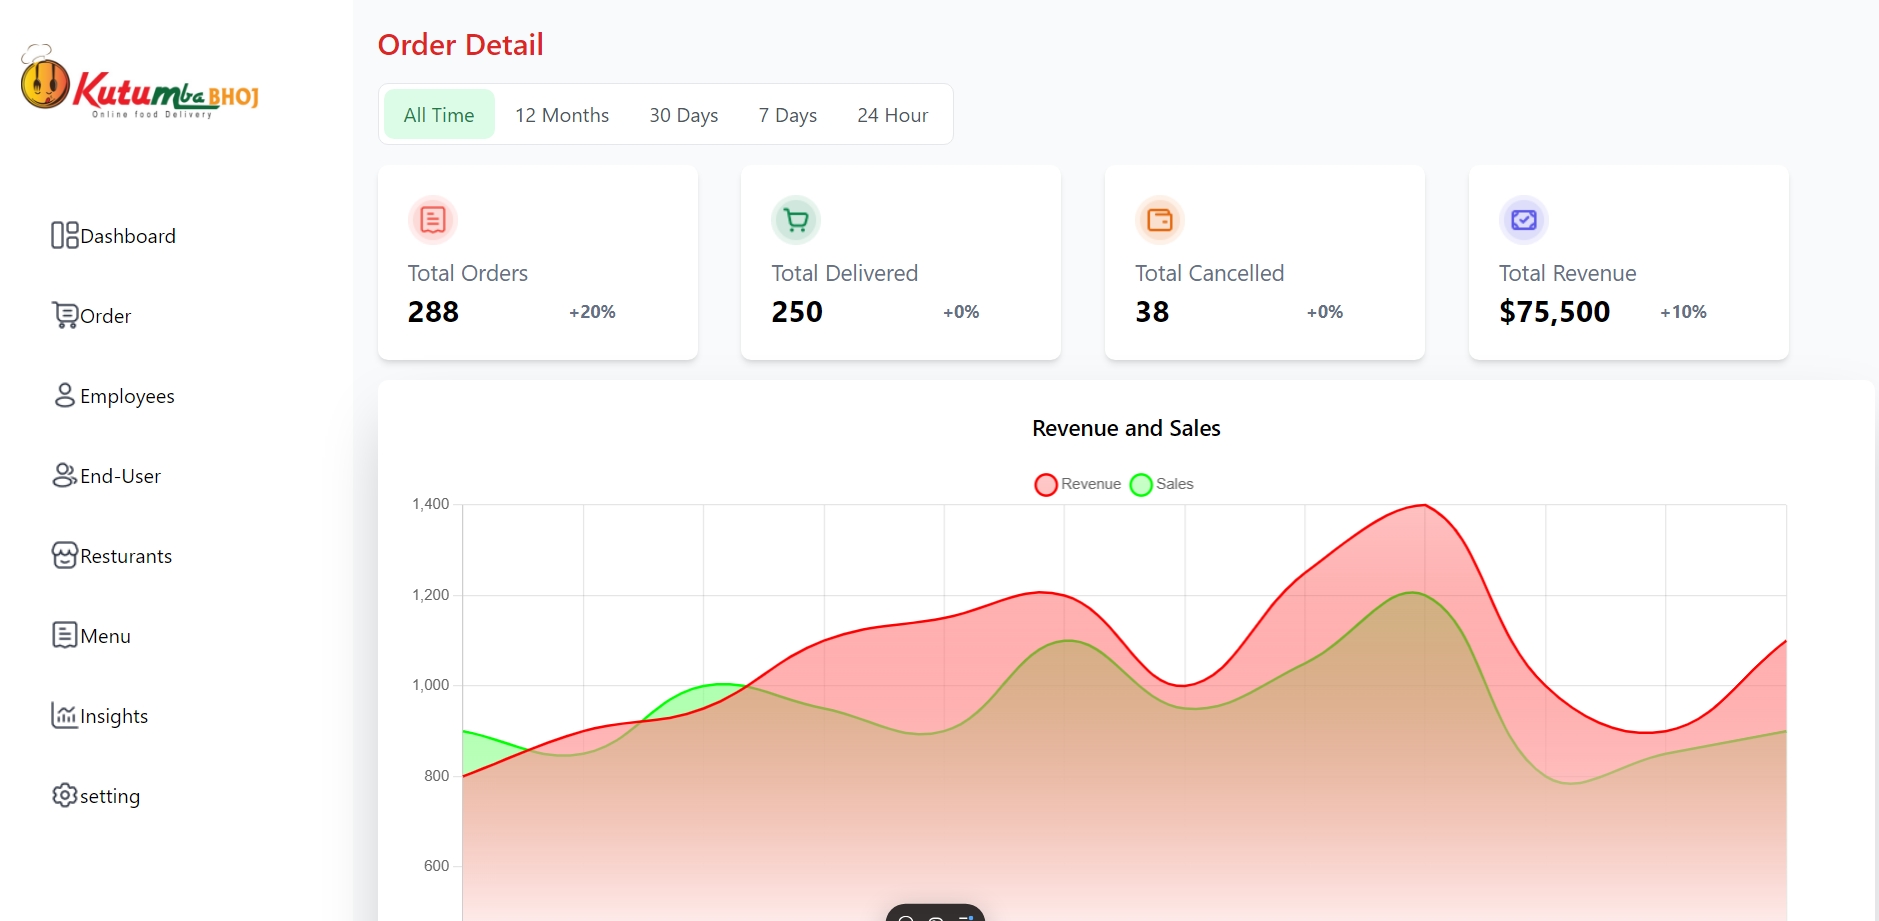 Kutumba BHOJ
Online food Delivery
Dashboard
Order
Employees
End-User
Resturants
Menu
Insights
setting
Order Detail
All Time 12 Months 30 Days 7 Days 24 Hour
Total Orders
288 +20%
Total Delivered
250 +0%
Total Cancelled
38 +0%
Total Revenue
$75,500 +10%
Revenue and Sales
Revenue Sales
1,400
1,200
1,000
800
600